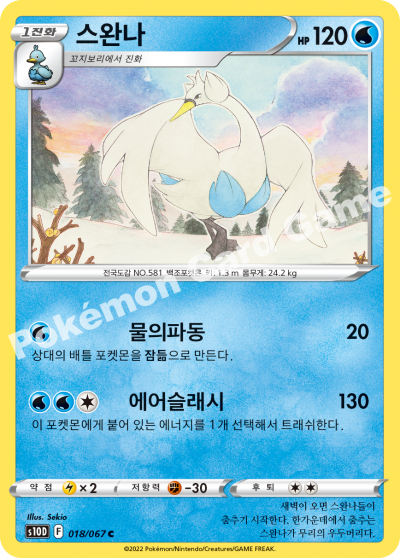 1진화
스완나
HP 120
꼬지보리에서 진화
전국도감 NO.581 백조포켓몬 키: 1.3 m 몸무게: 24.2 kg
Pokémon Card Game
물의파동 20
상대의 배틀 포켓몬을 잠듦으로 만든다.
에어슬래시 130
이 포켓몬에게 붙어 있는 에너지를 1개 선택해서 트래쉬한다.
약점 ×2 저항력 -30 후퇴
Illus. Sekio
s10D F 018/067 C
새벽이 오면 스완나들이
춤추기 시작한다. 한가운데에서 춤추는
스완나가 무리의 우두머리다.
©2022 Pokémon/Nintendo/Creatures/GAME FREAK.